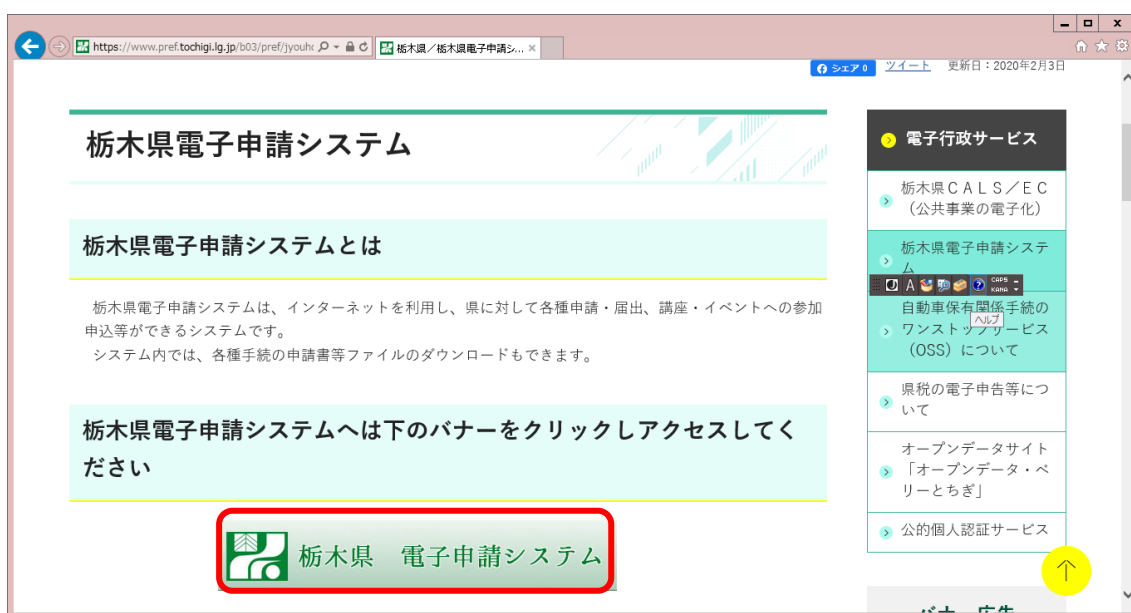 https://www.pref.tochigi.lg.jp/b03/pref/jyouhc
栃木県／栃木県電子申請シ... ×
シェア 0 ツイート 更新日：2020年2月3日
栃木県電子申請システム
栃木県電子申請システムとは
栃木県電子申請システムは、インターネットを利用し、県に対して各種申請・届出、講座・イベントへの参加
申込等ができるシステムです。
システム内では、各種手続の申請書等ファイルのダウンロードもできます。
栃木県電子申請システムへは下のバナーをクリックしアクセスしてく
ださい
栃木県　電子申請システム
電子行政サービス
栃木県ＣＡＬＳ／ＥＣ
（公共事業の電子化）
栃木県電子申請システ
ム
A CAPS
KANA
自動車保有関係手続の
ヘルプ
ワンストップサービス
（OSS）について
県税の電子申告等につ
いて
オープンデータサイト
「オープンデータ・ベ
リーとちぎ」
公的個人認証サービス